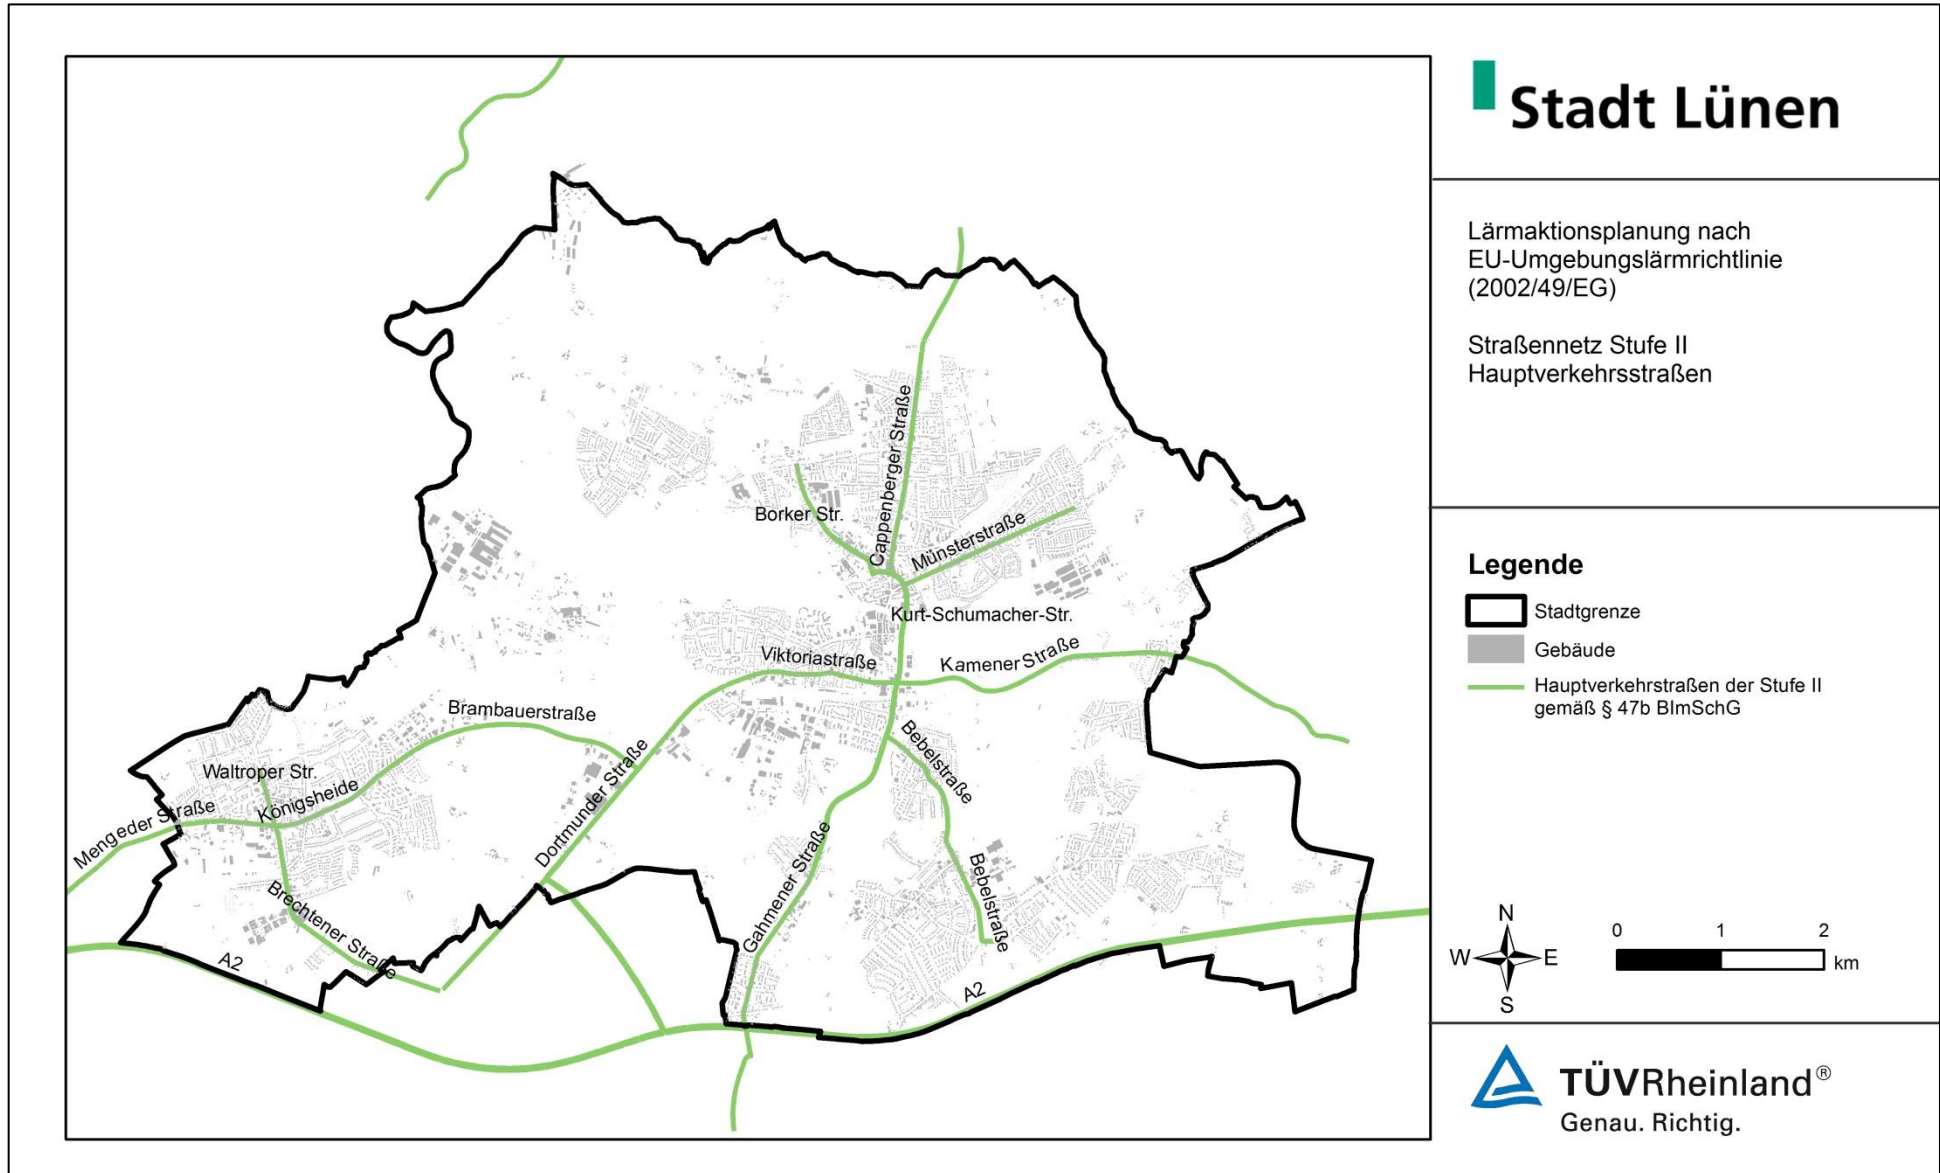 Stadt Lünen
Lärmaktionsplanung nach
EU-Umgebungslärmrichtlinie
(2002/49/EG)
Straßennetz Stufe II
Hauptverkehrsstraßen
Legende
Stadtgrenze
Gebäude
Hauptverkehrstraßen der Stufe II
gemäß § 47b BImSchG
N
W
E
S
0 1 2
km
TÜVRheinland®
Genau. Richtig.
Cappenberger Straße
Borker Str.
Münsterstraße
Kurt-Schumacher-Str.
Viktoriastraße
Kamener Straße
Brambauerstraße
Bebelstraße
Waltroper Str.
Königsheide
Mengeder Straße
Dortmunder Straße
Gahmener Straße
Bebelstraße
Brechtener Straße
A2
A2